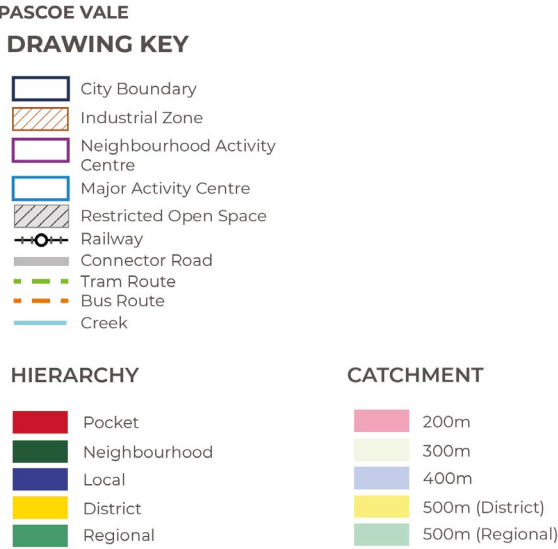 PASCOE VALE
DRAWING KEY
City Boundary
Industrial Zone
Neighbourhood Activity
Centre
Major Activity Centre
Restricted Open Space
Railway
Connector Road
Tram Route
Bus Route
Creek
HIERARCHY
Pocket
Neighbourhood
Local
District
Regional
CATCHMENT
200m
300m
400m
500m (District)
500m (Regional)